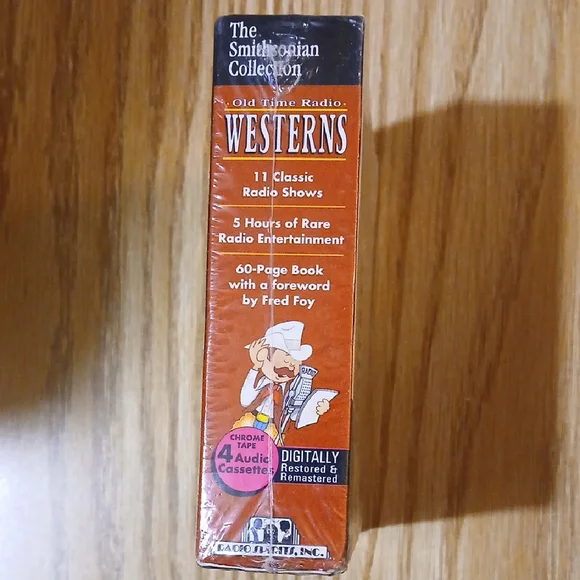 The
Smithsonian
Collection
· Old Time Radio ·
WESTERNS
11 Classic
Radio Shows
5 Hours of Rare
Radio Entertainment
60-Page Book
with a foreword
by Fred Foy
RADIO
CHROME
TAPE
4 Audio
Cassettes
DIGITALLY
Restored &
Remastered
RADIO SPIRITS, INC.